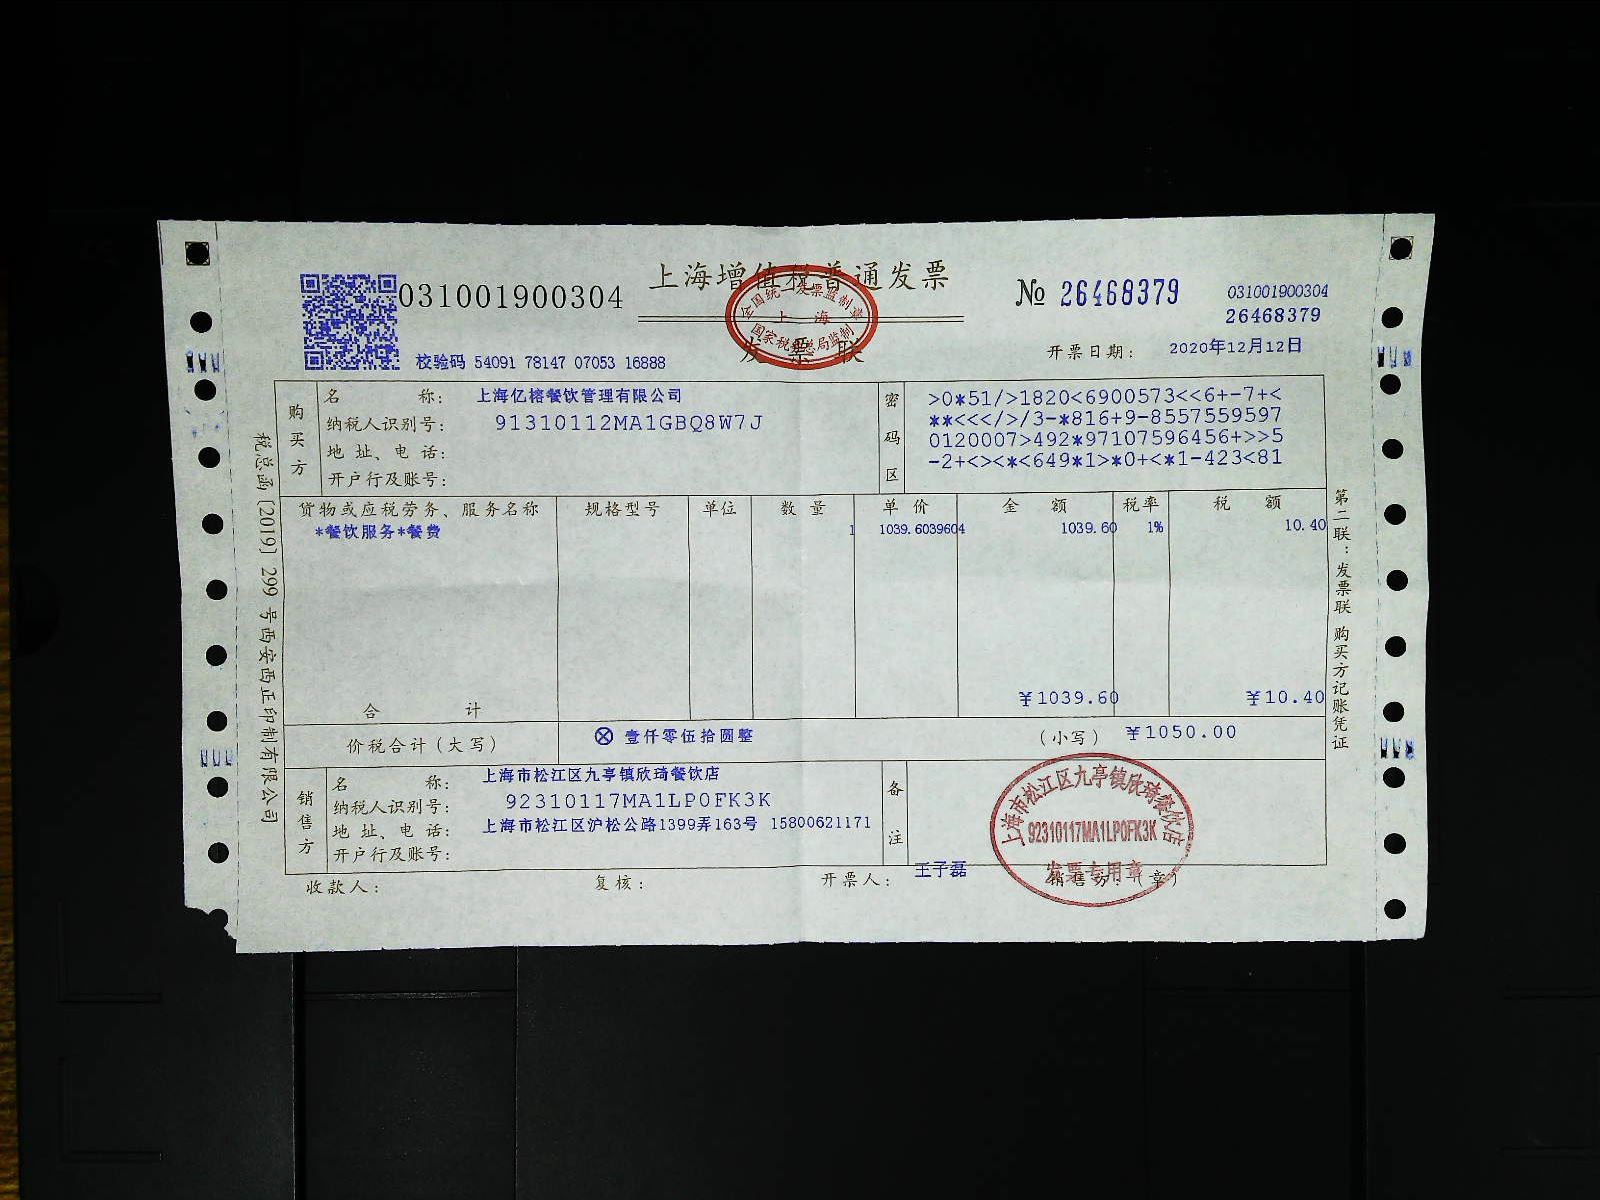 上海增值税普通发票
发票联
全国统一发票监制章
上海
国家税务总局监制
031001900304
校验码 54091 78147 07053 16888
№ 26468379
031001900304
26468379
开票日期: 2020年12月12日
购买方
名 称: 上海亿榕餐饮管理有限公司
纳税人识别号: 91310112MA1GBQ8W7J
地 址、电 话:
开户行及账号:
密码区
>0*51/>1820<6900573<<6+-7+<
**<<</>/3-*816+9-8557559597
0120007>492*97107596456+>>5
-2+<><*<649*1>*0+<*1-423<81
货物或应税劳务、服务名称 规格型号 单位 数 量 单 价 金 额 税率 税 额
*餐饮服务*餐费 1 1039.6039604 1039.60 1% 10.40
合 计 ¥1039.60 ¥10.40
价税合计(大写) ⊗ 壹仟零伍拾圆整 (小写) ¥1050.00
销售方
名 称: 上海市松江区九亭镇欣琦餐饮店
纳税人识别号: 92310117MA1LP0FK3K
地 址、电 话: 上海市松江区沪松公路1399弄163号 15800621171
开户行及账号:
备注
上海市松江区九亭镇欣琦餐饮店
92310117MA1LP0FK3K
发票专用章
收款人: 复核: 开票人: 王子磊 销售方:(章)
税总函[2019]299号西安西正印制有限公司
第二联:发票联 购买方记账凭证